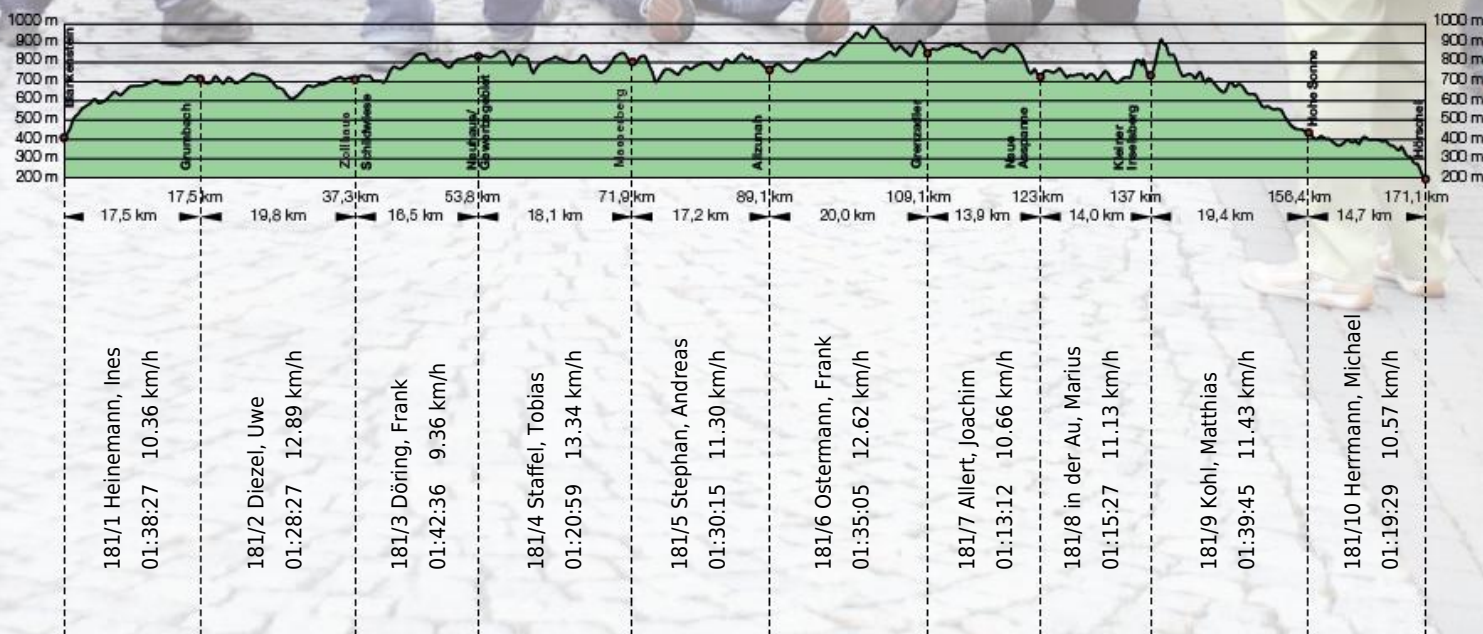 1000 m
900 m
800 m
700 m
600 m
500 m
400 m
300 m
200 m
1000 m
900 m
800 m
700 m
600 m
500 m
400 m
300 m
200 m
Grumbach
Schildwiese
Masserberg
Allzunah
Grenzadler
Neue
Ausspanne
Kleiner
Inselsberg
Hohe Sonne
Hörschel
17,5 km
37,3 km
53,8 km
71,9 km
89,1 km
109,1 km
123 km
137 km
156,4 km
171,1 km
17,5 km
19,8 km
16,5 km
18,1 km
17,2 km
20,0 km
13,9 km
14,0 km
19,4 km
14,7 km
181/1 Heinemann, Ines
01:38:27 10.36 km/h
181/2 Diezel, Uwe
01:28:27 12.89 km/h
181/3 Döring, Frank
01:42:36 9.36 km/h
181/4 Staffel, Tobias
01:20:59 13.34 km/h
181/5 Stephan, Andreas
01:30:15 11.30 km/h
181/6 Ostermann, Frank
01:35:05 12.62 km/h
181/7 Allert, Joachim
01:13:12 10.66 km/h
181/8 in der Au, Marius
01:15:27 11.13 km/h
181/9 Kohl, Matthias
01:39:45 11.43 km/h
181/10 Herrmann, Michael
01:19:29 10.57 km/h